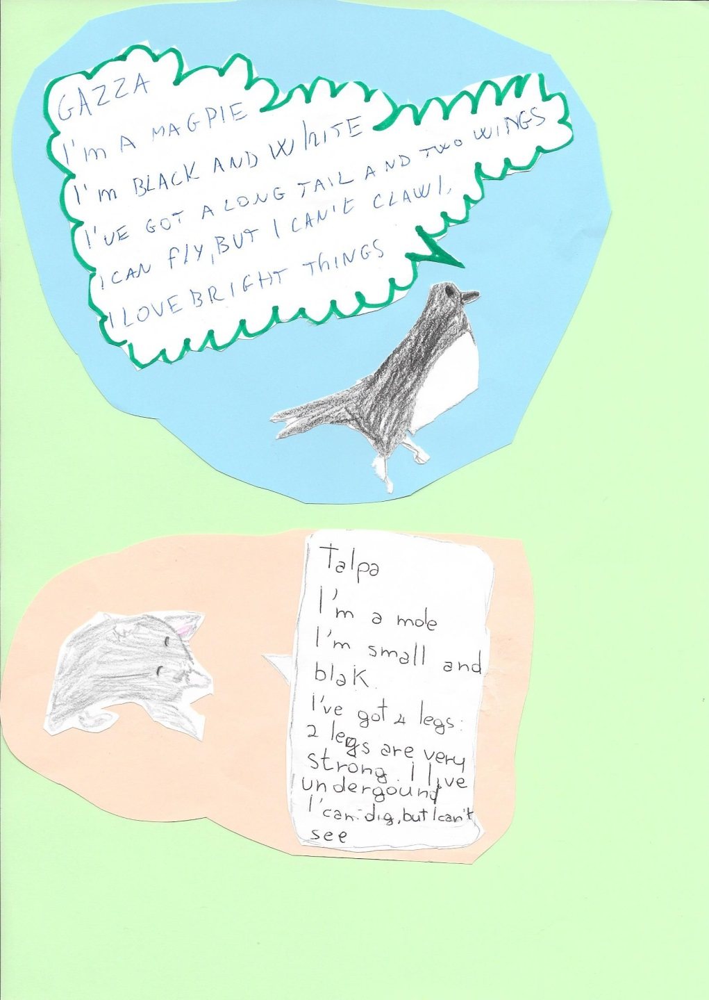 GAZZA
I'm A MAGPIE
I'm BLACK AND WhITE
I'VE GOT A LONG TAIL AND TWO WINGS
I CAN FlY, BUT I CAN'T CLAWL.
I LOVE BRIGHT ThINGS
Talpa
I'm a mole
I'm small and
blak.
I've got 4 legs:
2 legs are very
strong. I live
undergound
I'can dig, but I can't
see